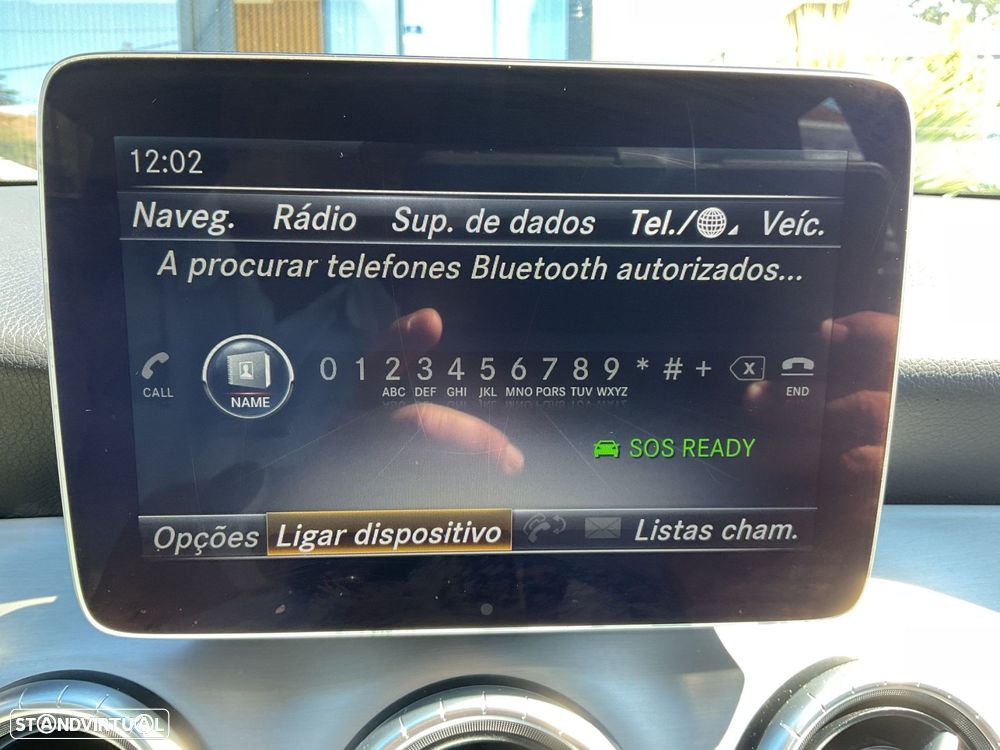 12:02
Naveg. Rádio Sup. de dados Tel./ Veíc.
A procurar telefones Bluetooth autorizados...
CALL NAME 0 1 2 3 4 5 6 7 8 9 * # + x END
ABC DEF GHI JKL MNO PQRS TUV WXYZ
SOS READY
Opções Ligar dispositivo Listas cham.
STANDVIRTUAL